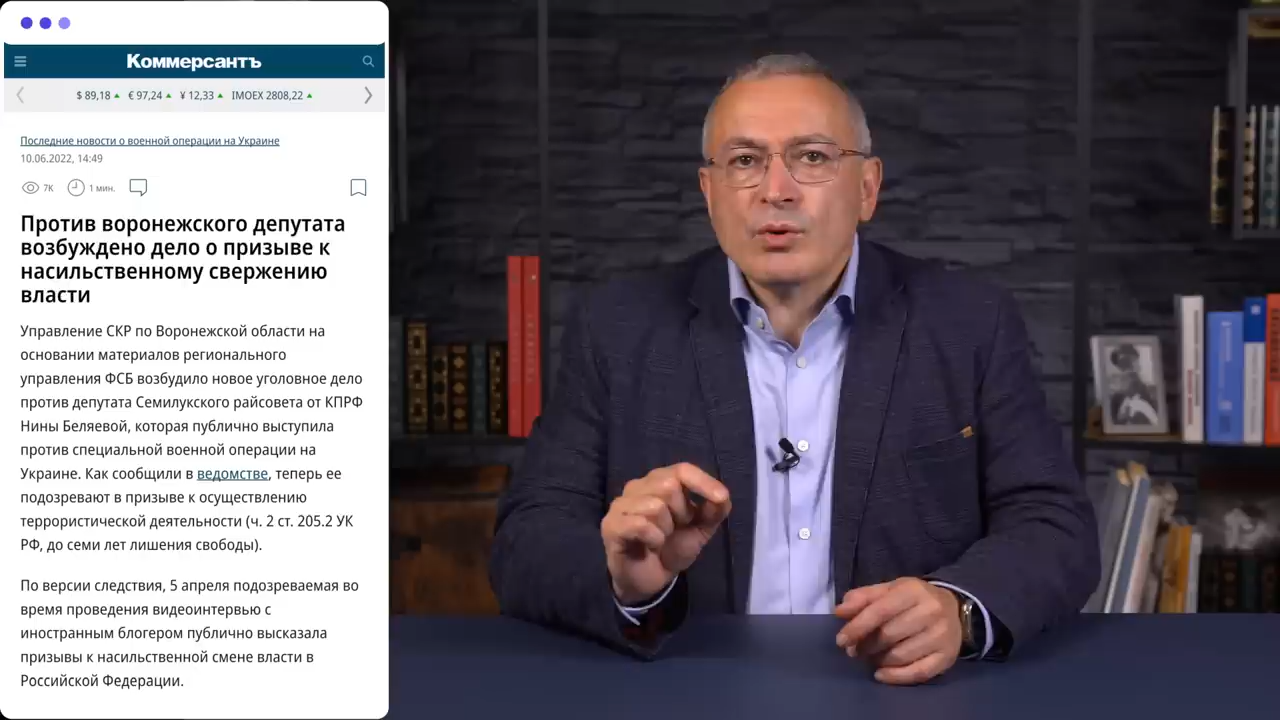 Коммерсантъ
$ 89,18 € 97,24 ¥ 12,33 IMOEX 2808,22
Последние новости о военной операции на Украине
10.06.2022, 14:49
7K 1 мин.
Против воронежского депутата
возбуждено дело о призыве к
насильственному свержению
власти
Управление СКР по Воронежской области на
основании материалов регионального
управления ФСБ возбудило новое уголовное дело
против депутата Семилукского райсовета от КПРФ
Нины Беляевой, которая публично выступила
против специальной военной операции на
Украине. Как сообщили в ведомстве, теперь ее
подозревают в призыве к осуществлению
террористической деятельности (ч. 2 ст. 205.2 УК
РФ, до семи лет лишения свободы).
По версии следствия, 5 апреля подозреваемая во
время проведения видеоинтервью с
иностранным блогером публично высказала
призывы к насильственной смене власти в
Российской Федерации.